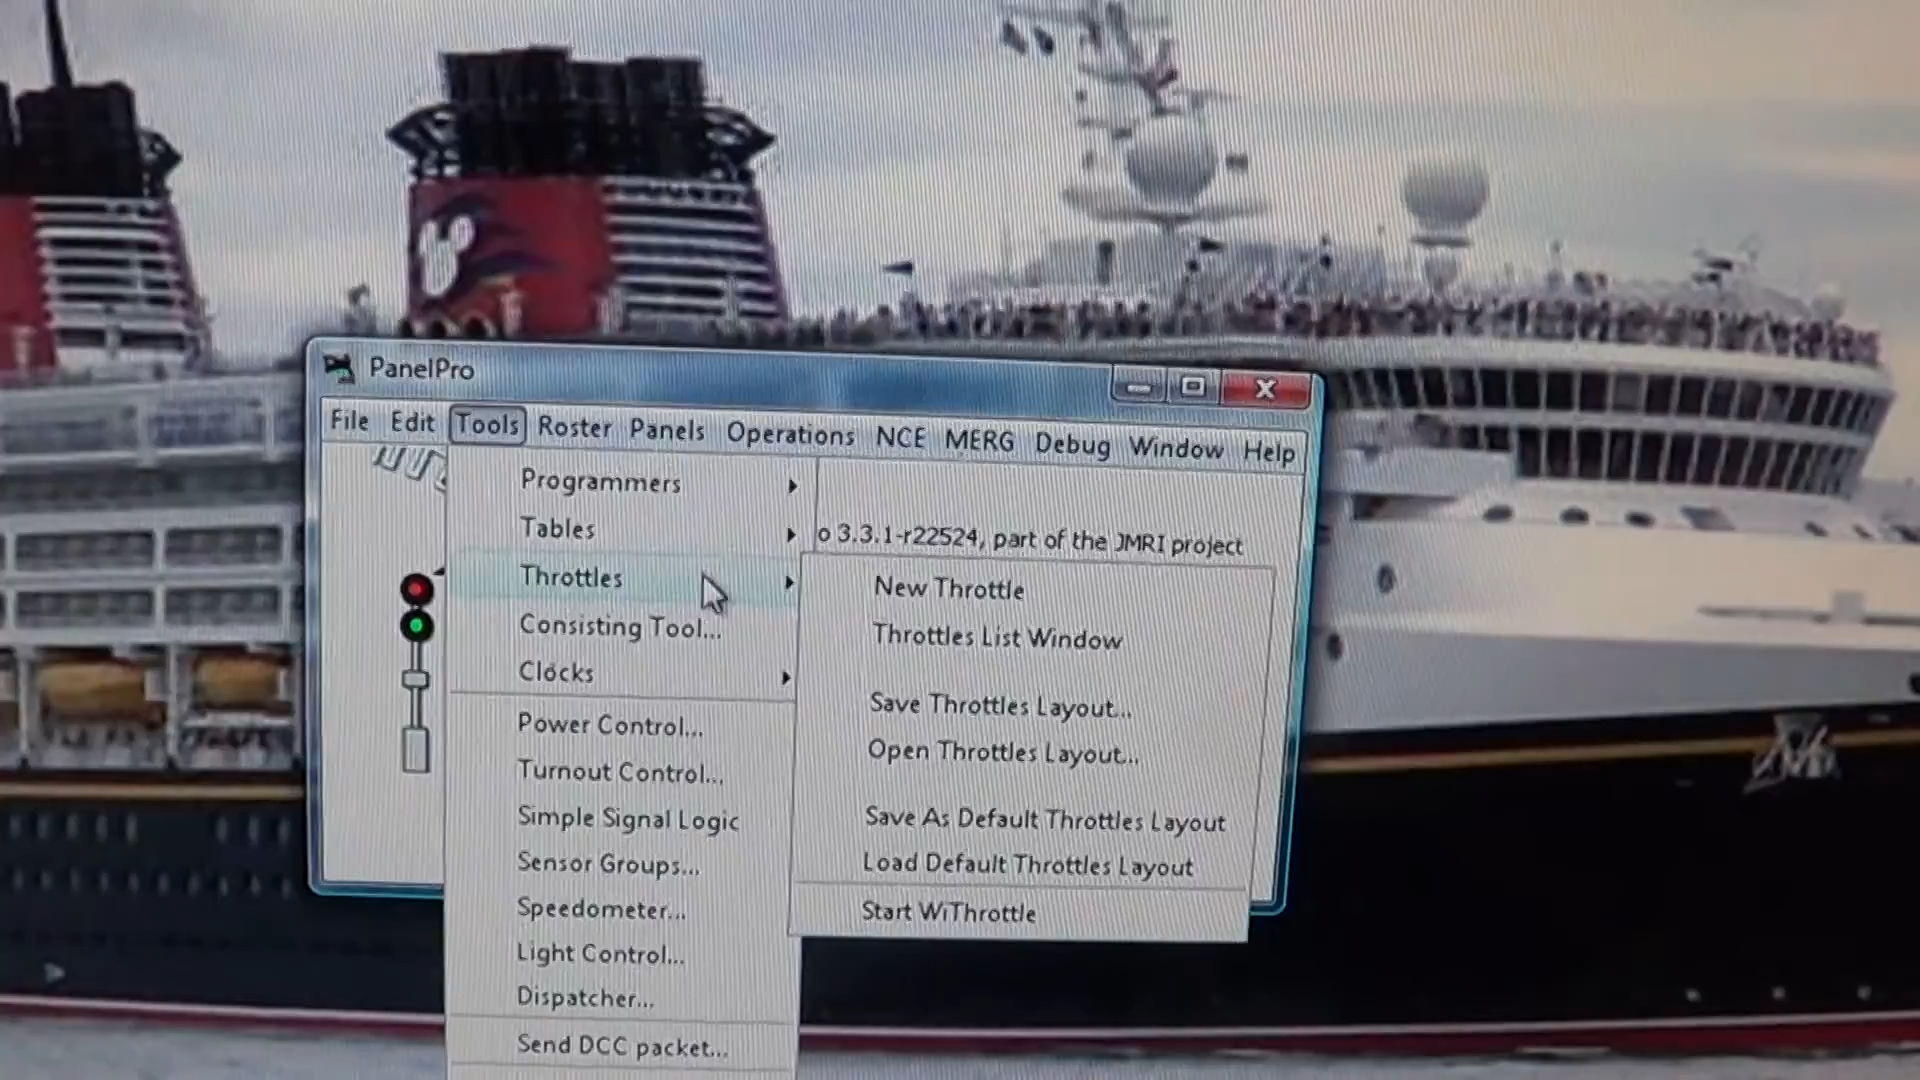 PanelPro
File Edit Tools Roster Panels Operations NCE MERG Debug Window Help
Programmers
Tables
o 3.3.1-r22524, part of the JMRI project
Throttles
Consisting Tool...
Clocks
Power Control...
Turnout Control...
Simple Signal Logic
Sensor Groups...
Speedometer...
Light Control...
Dispatcher...
Send DCC packet...
New Throttle
Throttles List Window
Save Throttles Layout...
Open Throttles Layout...
Save As Default Throttles Layout
Load Default Throttles Layout
Start WiThrottle